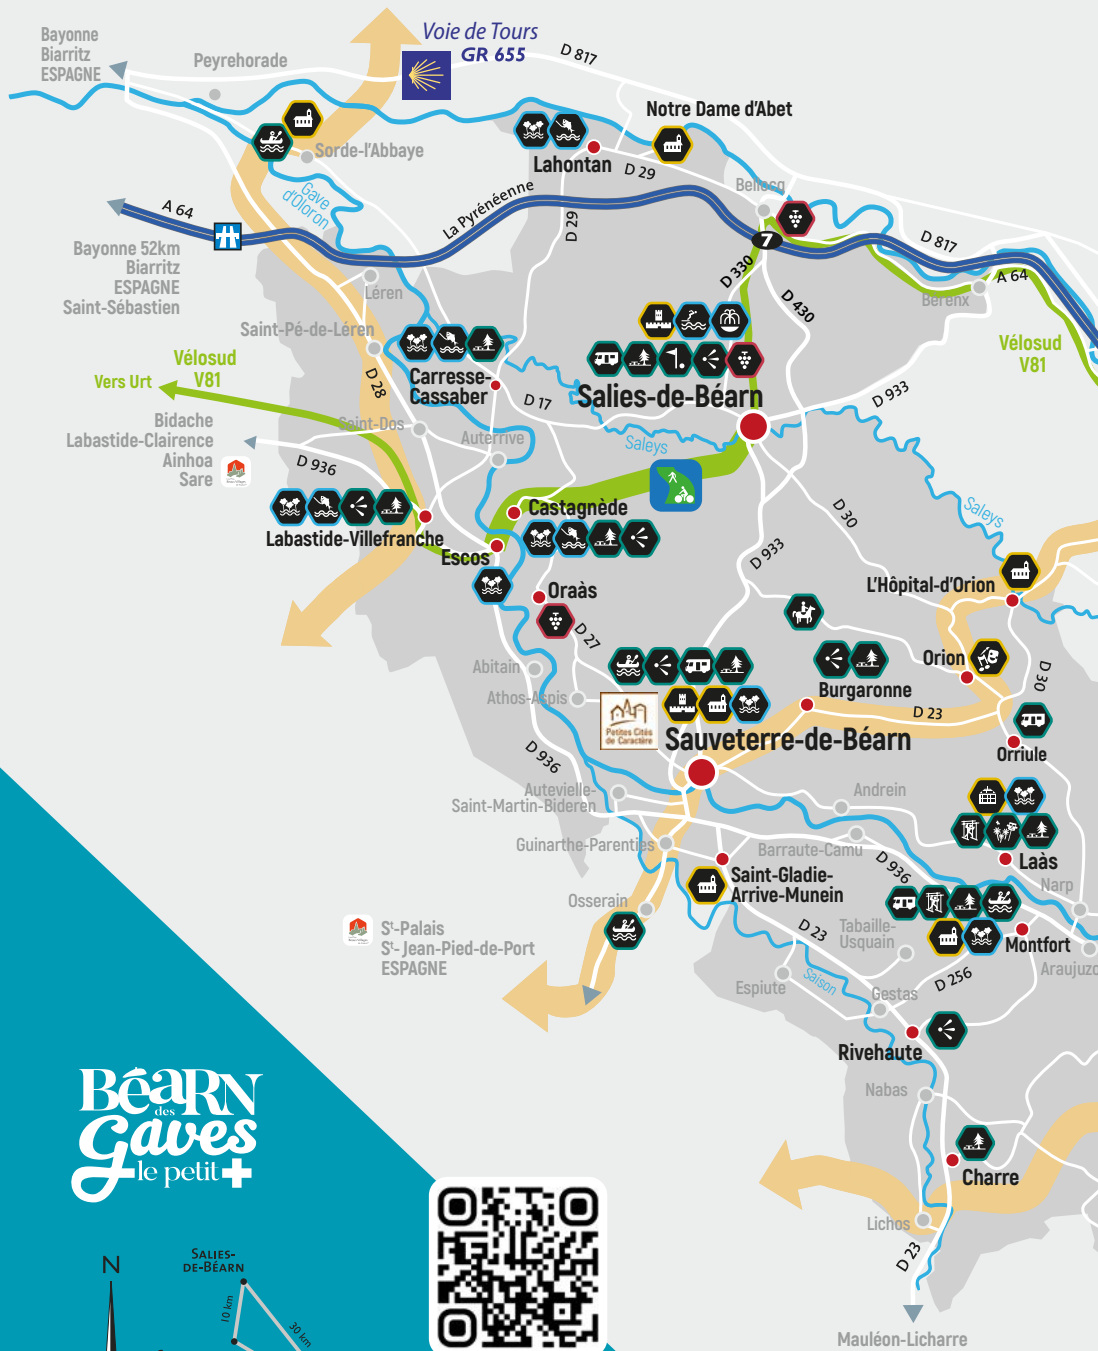 Bayonne
Biarritz
ESPAGNE
Peyrehorade
Voie de Tours
GR 655
D 817
Notre Dame d'Abet
Sorde-l'Abbaye
Lahontan
D 29
Bellocq
Gave
d'Oloron
La Pyrénéenne
D 29
A 64
7
D 817
A 64
Bayonne 52km
Biarritz
ESPAGNE
Saint-Sébastien
D 330
D 430
Bérenx
Léren
Saint-Pé-de-Léren
Vélosud
V81
Vers Urt
Vélosud
V81
D 28
Carresse-
Cassaber
Salies-de-Béarn
D 17
D 933
Bidache
Labastide-Clairence
Ainhoa
Sare
Saint-Dos
Auterrive
Saleys
D 936
Castagnède
D 30
Saleys
Labastide-Villefranche
Escos
D 933
L'Hôpital-d'Orion
Oraàs
D 27
Orion
Abitain
Burgaronne
D 30
Athos-Aspis
Petites Cités
de Caractère
D 23
Sauveterre-de-Béarn
Orriule
D 936
Autevielle-
Saint-Martin-Bideren
Andrein
Guinarthe-Parenties
Barraute-Camu
D 936
Laàs
Saint-Gladie-
Arrive-Munein
Narp
Osserain
St-Palais
St-Jean-Pied-de-Port
ESPAGNE
D 23
Tabaille-
Usquain
Montfort
Araujuzo
Espiute
Saison
D 256
Gestas
Rivehaute
Nabas
Charre
Lichos
D 23
Mauléon-Licharre
BéaRN
des
Gaves
le petit +
N
SALIES-
DE-BÉARN
10 km
30 km